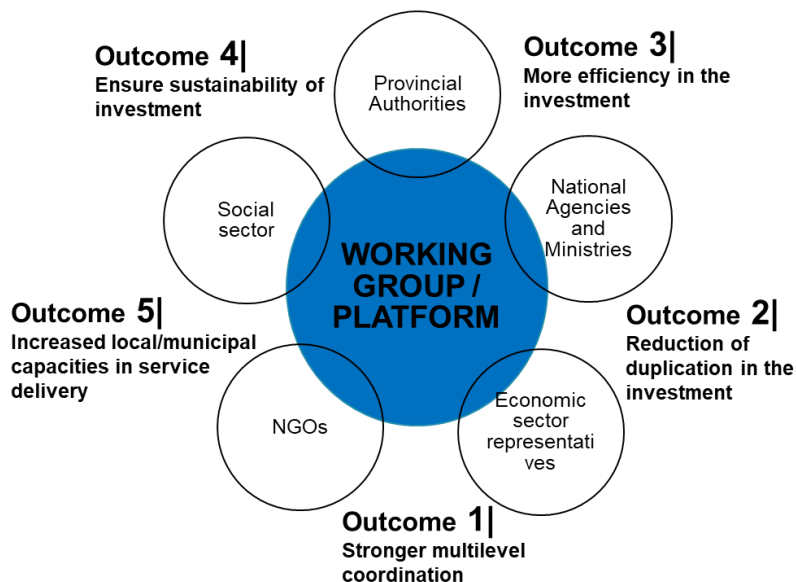 Outcome 4|
Ensure sustainability of
investment
Provincial
Authorities
Outcome 3|
More efficiency in the
investment
Social
sector
National
Agencies
and
Ministries
WORKING
GROUP /
PLATFORM
Outcome 5|
Increased local/municipal
capacities in service
delivery
Outcome 2|
Reduction of
duplication in the
investment
NGOs
Economic
sector
representati
ves
Outcome 1|
Stronger multilevel
coordination